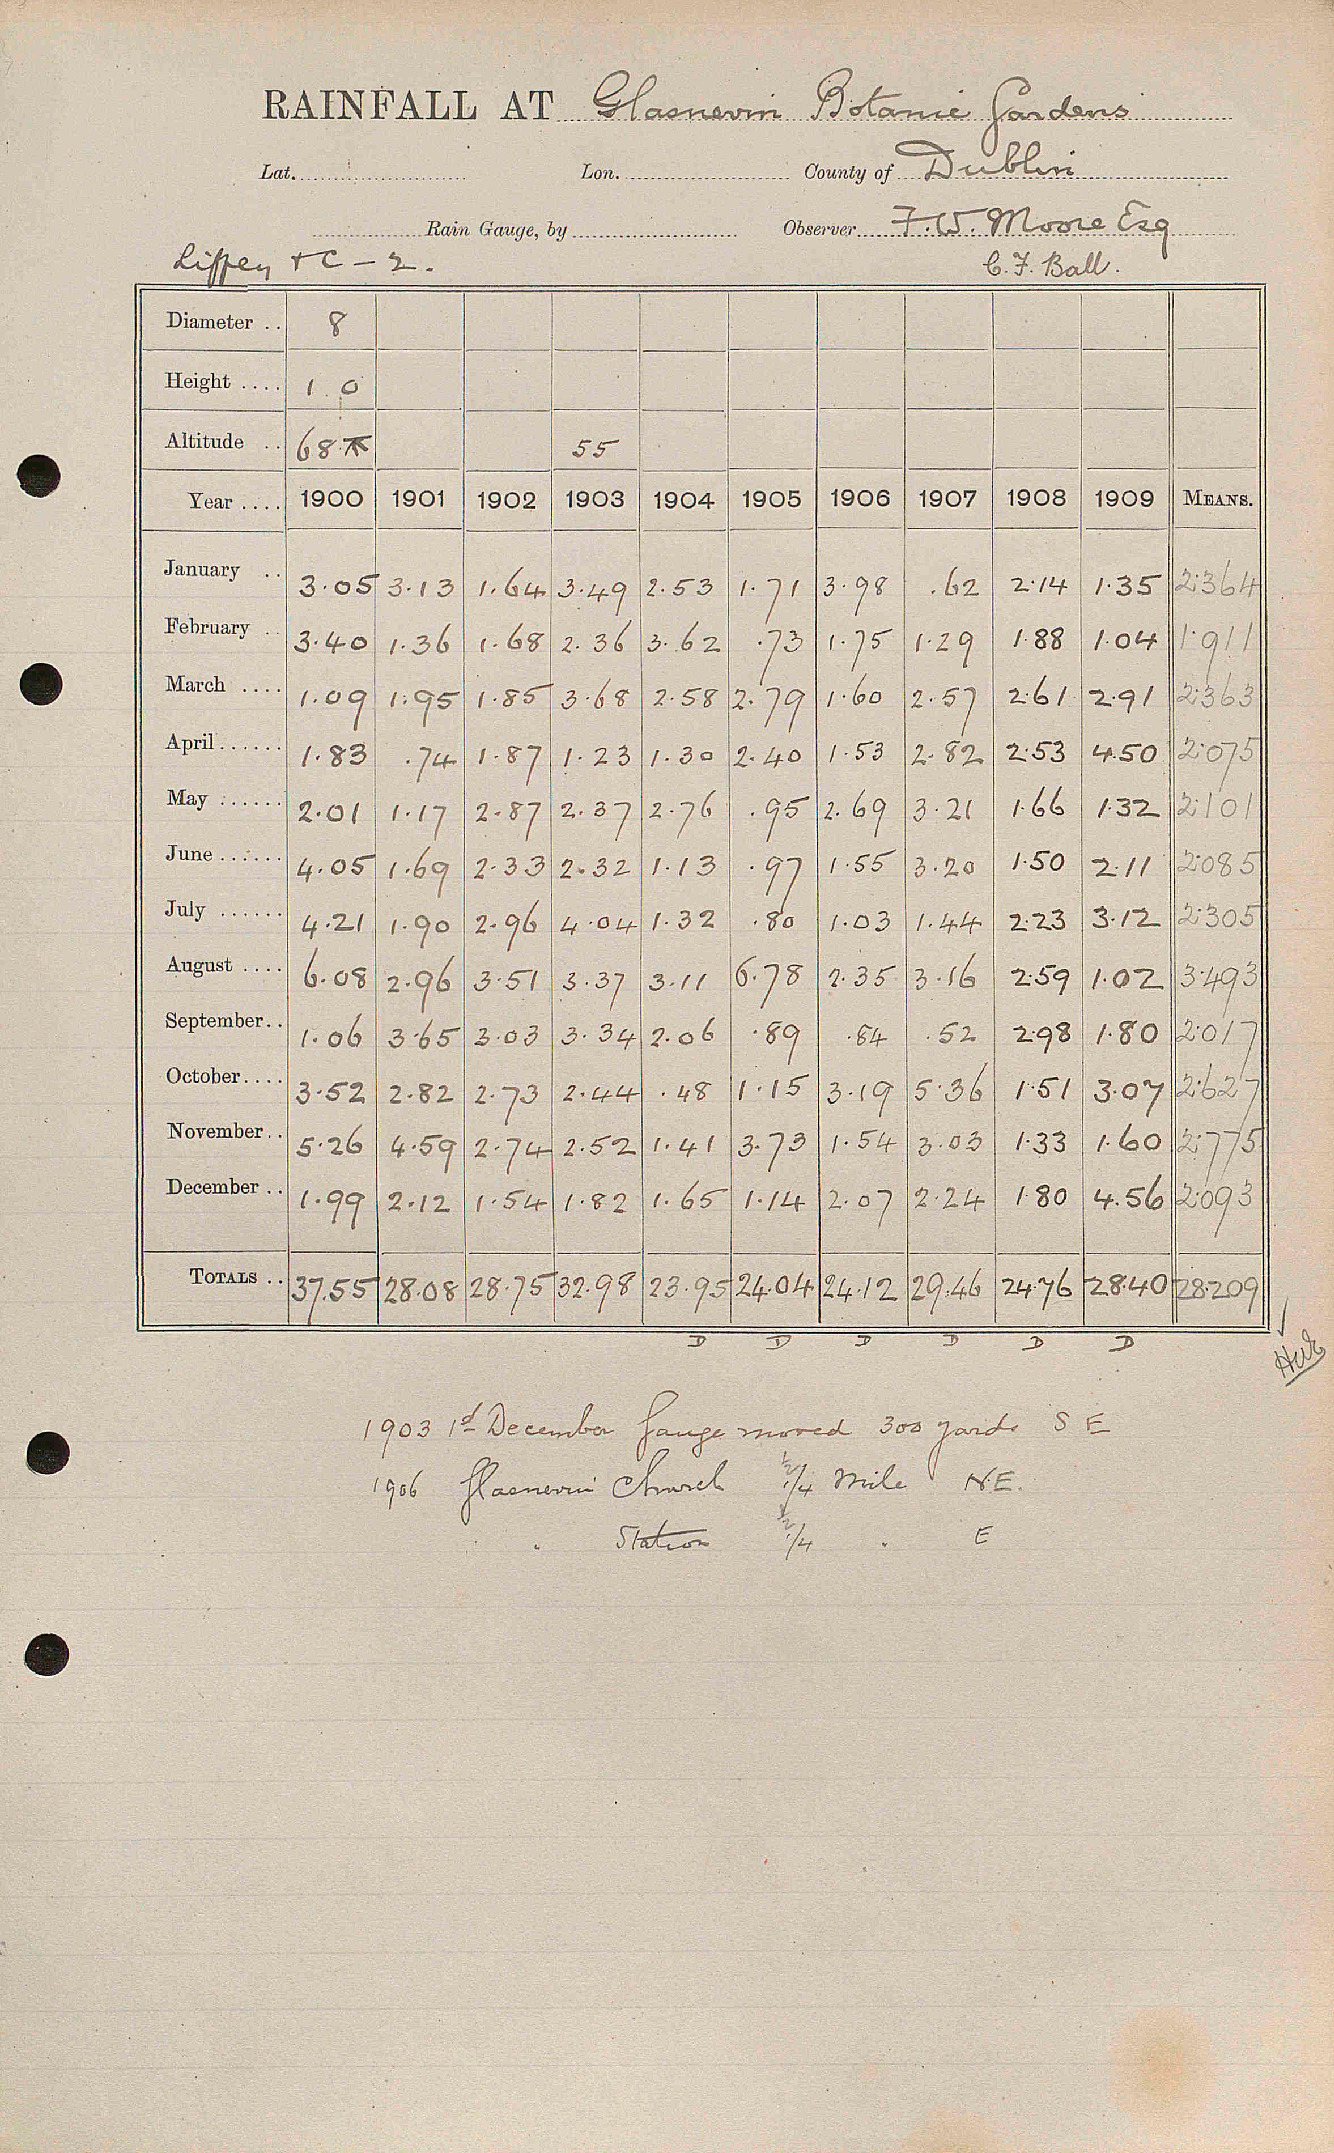 RAINFALL AT Glasnevin Botanic Gardens
Lat. Lon. County of Dublin
Rain Gauge, by Observer F.W. Moore Esq
Liffey + C - 2. C. F. Ball.
Diameter .. 8
Height .... 1 0
Altitude .. 68 55
Year .... 1900 1901 1902 1903 1904 1905 1906 1907 1908 1909 MEANS.
January .. 3.05 3.13 1.64 3.49 2.53 1.71 3.98 .62 2.14 1.35 2.364
February .. 3.40 1.36 1.68 2.36 3.62 .73 1.75 1.29 1.88 1.04 1.911
March .... 1.09 1.95 1.85 3.68 2.58 2.79 1.60 2.57 2.61 2.91 2.363
April ...... 1.83 .74 1.87 1.23 1.30 2.40 1.53 2.82 2.53 4.50 2.075
May ...... 2.01 1.17 2.87 2.37 2.76 .95 2.69 3.21 1.66 1.32 2.101
June ...... 4.05 1.69 2.33 2.32 1.13 .97 1.55 3.20 1.50 2.11 2.085
July ...... 4.21 1.90 2.96 4.04 1.32 .80 1.03 1.44 2.23 3.12 2.305
August .... 6.08 2.96 3.51 3.37 3.11 6.78 2.35 3.16 2.59 1.02 3.493
September .. 1.06 3.65 3.03 3.34 2.06 .89 .84 .52 2.98 1.80 2.017
October .... 3.52 2.82 2.73 2.44 .48 1.15 3.19 5.36 1.51 3.07 2.627
November .. 5.26 4.59 2.74 2.52 1.41 3.73 1.54 3.03 1.33 1.60 2.775
December .. 1.99 2.12 1.54 1.82 1.65 1.14 2.07 2.24 1.80 4.56 2.093
TOTALS .. 37.55 28.08 28.75 32.98 23.95 24.04 24.12 29.46 24.76 28.40 28.209
D D D D D D
1903 1st December Gauge moved 300 yards S E
1906 Glasnevin Church 1/4 Mile N.E.
" Station 1/4 " E